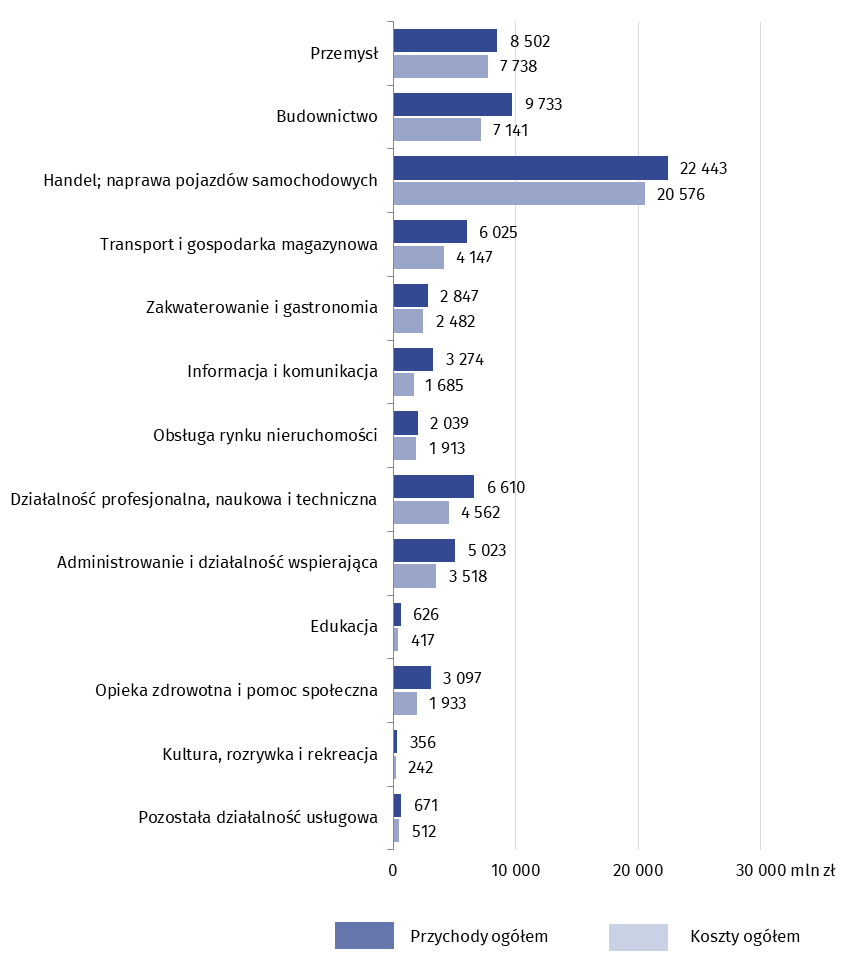 Przemysł
8 502
7 738
Budownictwo
9 733
7 141
Handel; naprawa pojazdów samochodowych
22 443
20 576
Transport i gospodarka magazynowa
6 025
4 147
Zakwaterowanie i gastronomia
2 847
2 482
Informacja i komunikacja
3 274
1 685
Obsługa rynku nieruchomości
2 039
1 913
Działalność profesjonalna, naukowa i techniczna
6 610
4 562
Administrowanie i działalność wspierająca
5 023
3 518
Edukacja
626
417
Opieka zdrowotna i pomoc społeczna
3 097
1 933
Kultura, rozrywka i rekreacja
356
242
Pozostała działalność usługowa
671
512
0 10 000 20 000 30 000 mln zł
Przychody ogółem Koszty ogółem